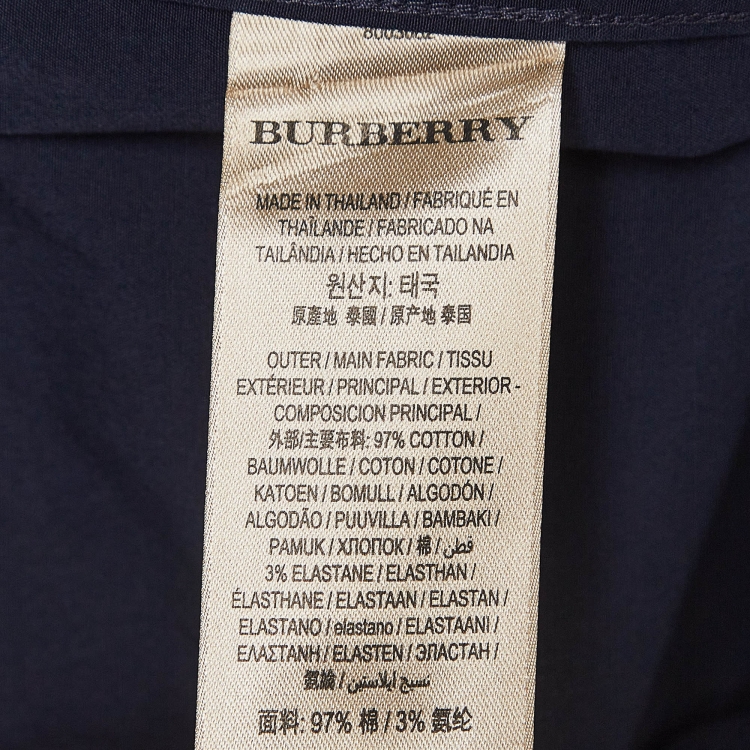 BURBERRY
MADE IN THAILAND / FABRIQUÉ EN
THAÏLANDE / FABRICADO NA
TAILÂNDIA / HECHO EN TAILANDIA
원산지: 태국
原產地 泰國 / 原产地 泰国
OUTER / MAIN FABRIC / TISSU
EXTÉRIEUR / PRINCIPAL / EXTERIOR -
COMPOSICION PRINCIPAL /
外部/主要布料: 97% COTTON /
BAUMWOLLE / COTON / COTONE /
KATOEN / BOMULL / ALGODÓN /
ALGODÃO / PUUVILLA / BAMBAKI /
PAMUK / ХЛОПОК / 棉 / قطن
3% ELASTANE / ELASTHAN /
ÉLASTHANE / ELASTAAN / ELASTAN /
ELASTANO / elastano / ELASTAANI /
ΕΛΑΣΤΑΝΗ / ELASTEN / ЭЛАСТАН /
氨綸 / نسيج ايلاستين
面料: 97% 棉 / 3% 氨纶